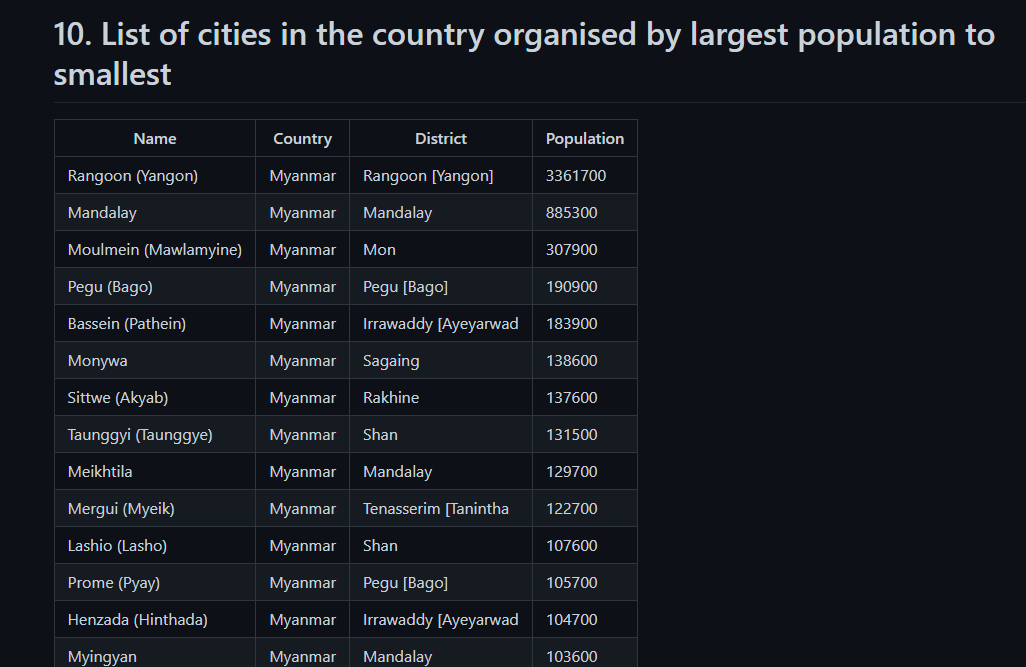 10. List of cities in the country organised by largest population to
smallest
Name Country District Population
Rangoon (Yangon) Myanmar Rangoon [Yangon] 3361700
Mandalay Myanmar Mandalay 885300
Moulmein (Mawlamyine) Myanmar Mon 307900
Pegu (Bago) Myanmar Pegu [Bago] 190900
Bassein (Pathein) Myanmar Irrawaddy [Ayeyarwad 183900
Monywa Myanmar Sagaing 138600
Sittwe (Akyab) Myanmar Rakhine 137600
Taunggyi (Taunggye) Myanmar Shan 131500
Meikhtila Myanmar Mandalay 129700
Mergui (Myeik) Myanmar Tenasserim [Tanintha 122700
Lashio (Lasho) Myanmar Shan 107600
Prome (Pyay) Myanmar Pegu [Bago] 105700
Henzada (Hinthada) Myanmar Irrawaddy [Ayeyarwad 104700
Myingyan Myanmar Mandalay 103600